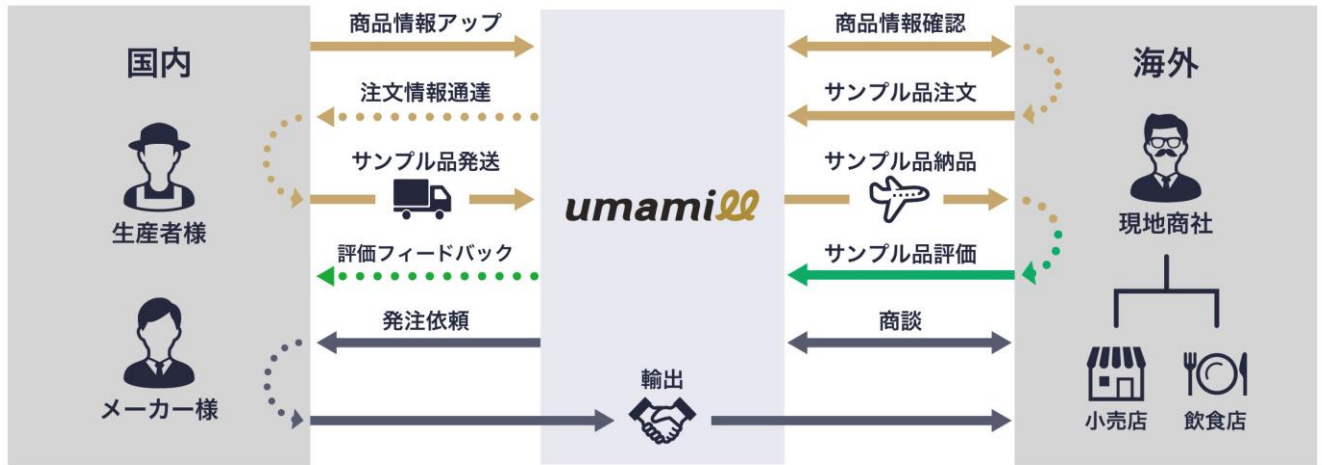 国内
生産者様
メーカー様
商品情報アップ
注文情報通達
サンプル品発送
評価フィードバック
発注依頼
umamill
輸出
商品情報確認
サンプル品注文
サンプル品納品
サンプル品評価
商談
海外
現地商社
小売店
飲食店